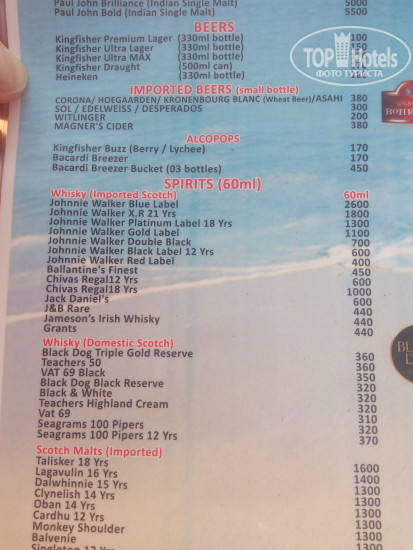 Paul John Brilliance (Indian Single Malt) 5000
Paul John Bold (Indian Single Malt) 5500
BEERS
Kingfisher Premium Lager (330ml bottle) 100
Kingfisher Ultra Lager (330ml bottle)
Kingfisher Ultra MAX (330ml bottle)
Kingfisher Draught (500ml can)
Heineken (330ml bottle)
TOP Hotels
ФОТО ТУРИСТА
IMPORTED BEERS (small bottle)
CORONA/ HOEGAARDEN/ KRONENBOURG BLANC (Wheat Beer)/ASAHI 380
SOL / EDELWEISS / DESPERADOS 300
WITLINGER 200
MAGNER'S CIDER 380
ALCOPOPS
Kingfisher Buzz (Berry / Lychee) 170
Bacardi Breezer 170
Bacardi Breezer Bucket (03 bottles) 450
SPIRITS (60ml)
Whisky (Imported Scotch) 60ml
Johnnie Walker Blue Label 2600
Johnnie Walker X.R 21 Yrs 1800
Johnnie Walker Platinum Label 18 Yrs 1300
Johnnie Walker Gold Label 1100
Johnnie Walker Double Black 700
Johnnie Walker Black Label 12 Yrs 600
Johnnie Walker Red Label 400
Ballantine's Finest 450
Chivas Regal12 Yrs 600
Chivas Regal18 Yrs 1000
Jack Daniel's 600
J&B Rare 440
Jameson's Irish Whisky 440
Grants 440
Whisky (Domestic Scotch)
Black Dog Triple Gold Reserve 360
Teachers 50 360
VAT 69 Black 350
Black Dog Black Reserve 320
Black & White 320
Teachers Highland Cream 320
Vat 69 310
Seagrams 100 Pipers 320
Seagrams 100 Pipers 12 Yrs 370
Scotch Malts (Imported)
Talisker 18 Yrs 1600
Lagavulin 16 Yrs 1400
Dalwhinnie 15 Yrs 1300
Clynelish 14 Yrs 1300
Oban 14 Yrs 1300
Cardhu 12 Yrs 1300
Monkey Shoulder 1300
Balvenie 1300
Singleton 12 Yrs 1300